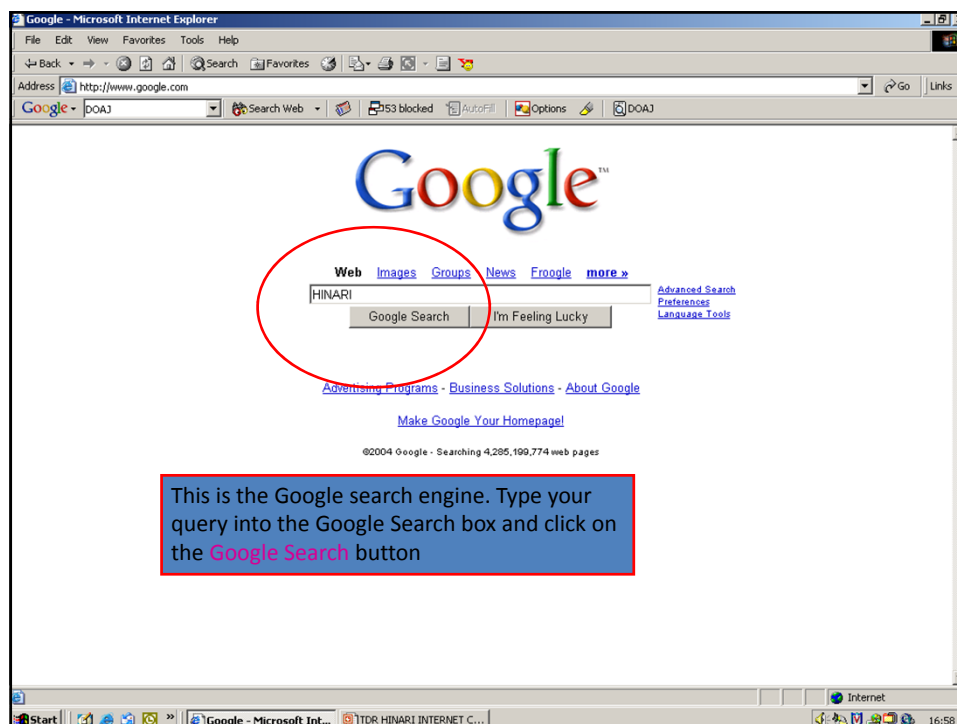 Google - Microsoft Internet Explorer
File Edit View Favorites Tools Help
Back Search Favorites
Address http://www.google.com Go Links
Google DOAJ Search Web 53 blocked AutoFill Options DOAJ
Google™
Web Images Groups News Froogle more »
HINARI
Advanced Search
Preferences
Language Tools
Google Search I'm Feeling Lucky
Advertising Programs - Business Solutions - About Google
Make Google Your Homepage!
©2004 Google - Searching 4,285,199,774 web pages
This is the Google search engine. Type your
query into the Google Search box and click on
the Google Search button
Internet
Start » Google - Microsoft Int... TDR HINARI INTERNET C... 16:58